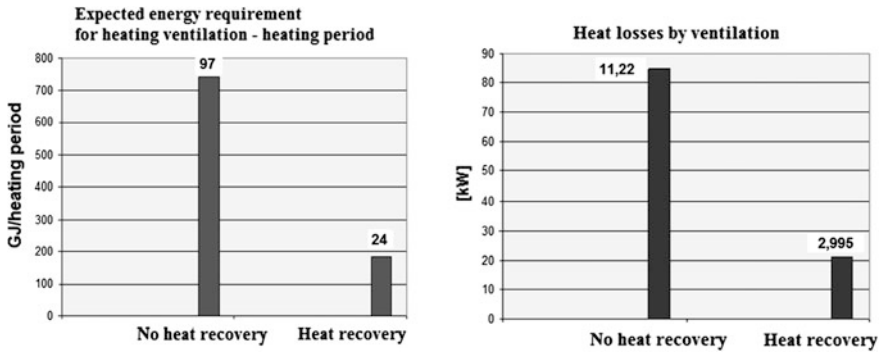 Expected energy requirement
for heating ventilation - heating period
GJ/heating period
800
700
600
500
400
300
200
100
0
97
24
No heat recovery
Heat recovery
Heat losses by ventilation
[kW]
90
80
70
60
50
40
30
20
10
0
11,22
2,995
No heat recovery
Heat recovery